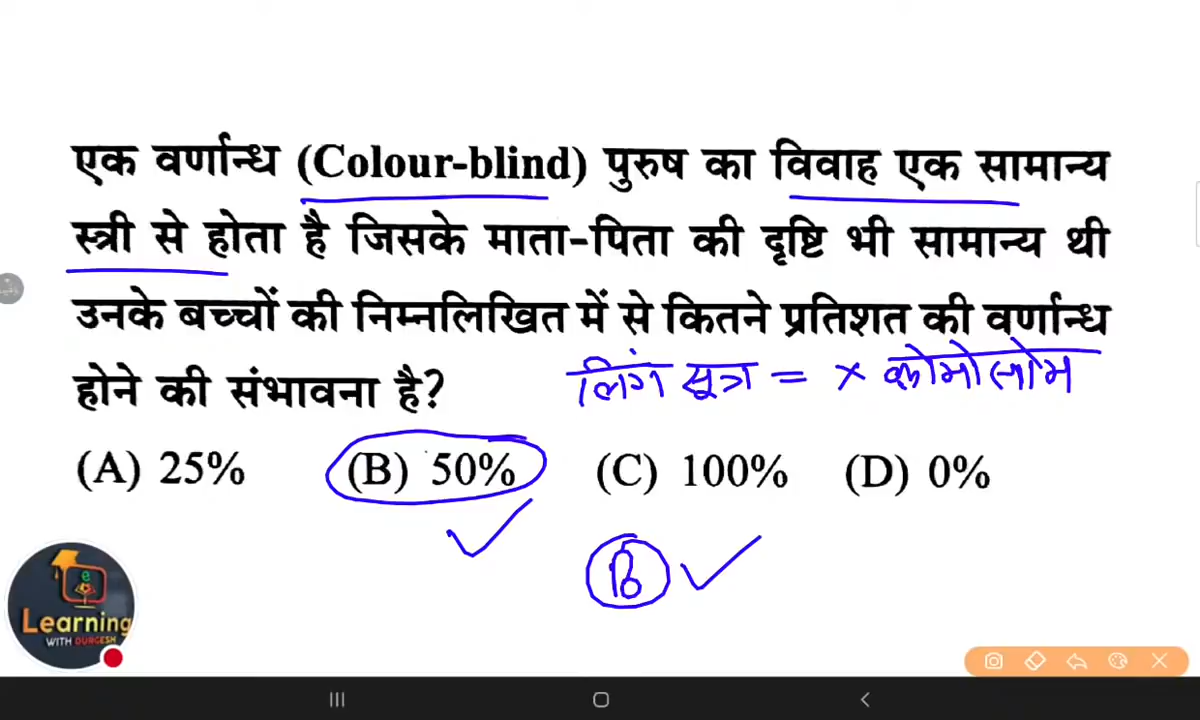 एक वर्णान्ध (Colour-blind) पुरुष का विवाह एक सामान्य
स्त्री से होता है जिसके माता-पिता की दृष्टि भी सामान्य थी
उनके बच्चों की निम्नलिखित में से कितने प्रतिशत की वर्णान्ध
होने की संभावना है?
लिंग सूत्र = × क्रोमोसोम
(A) 25% (B) 50% (C) 100% (D) 0%
B
e
Learning
WITH DURGESH